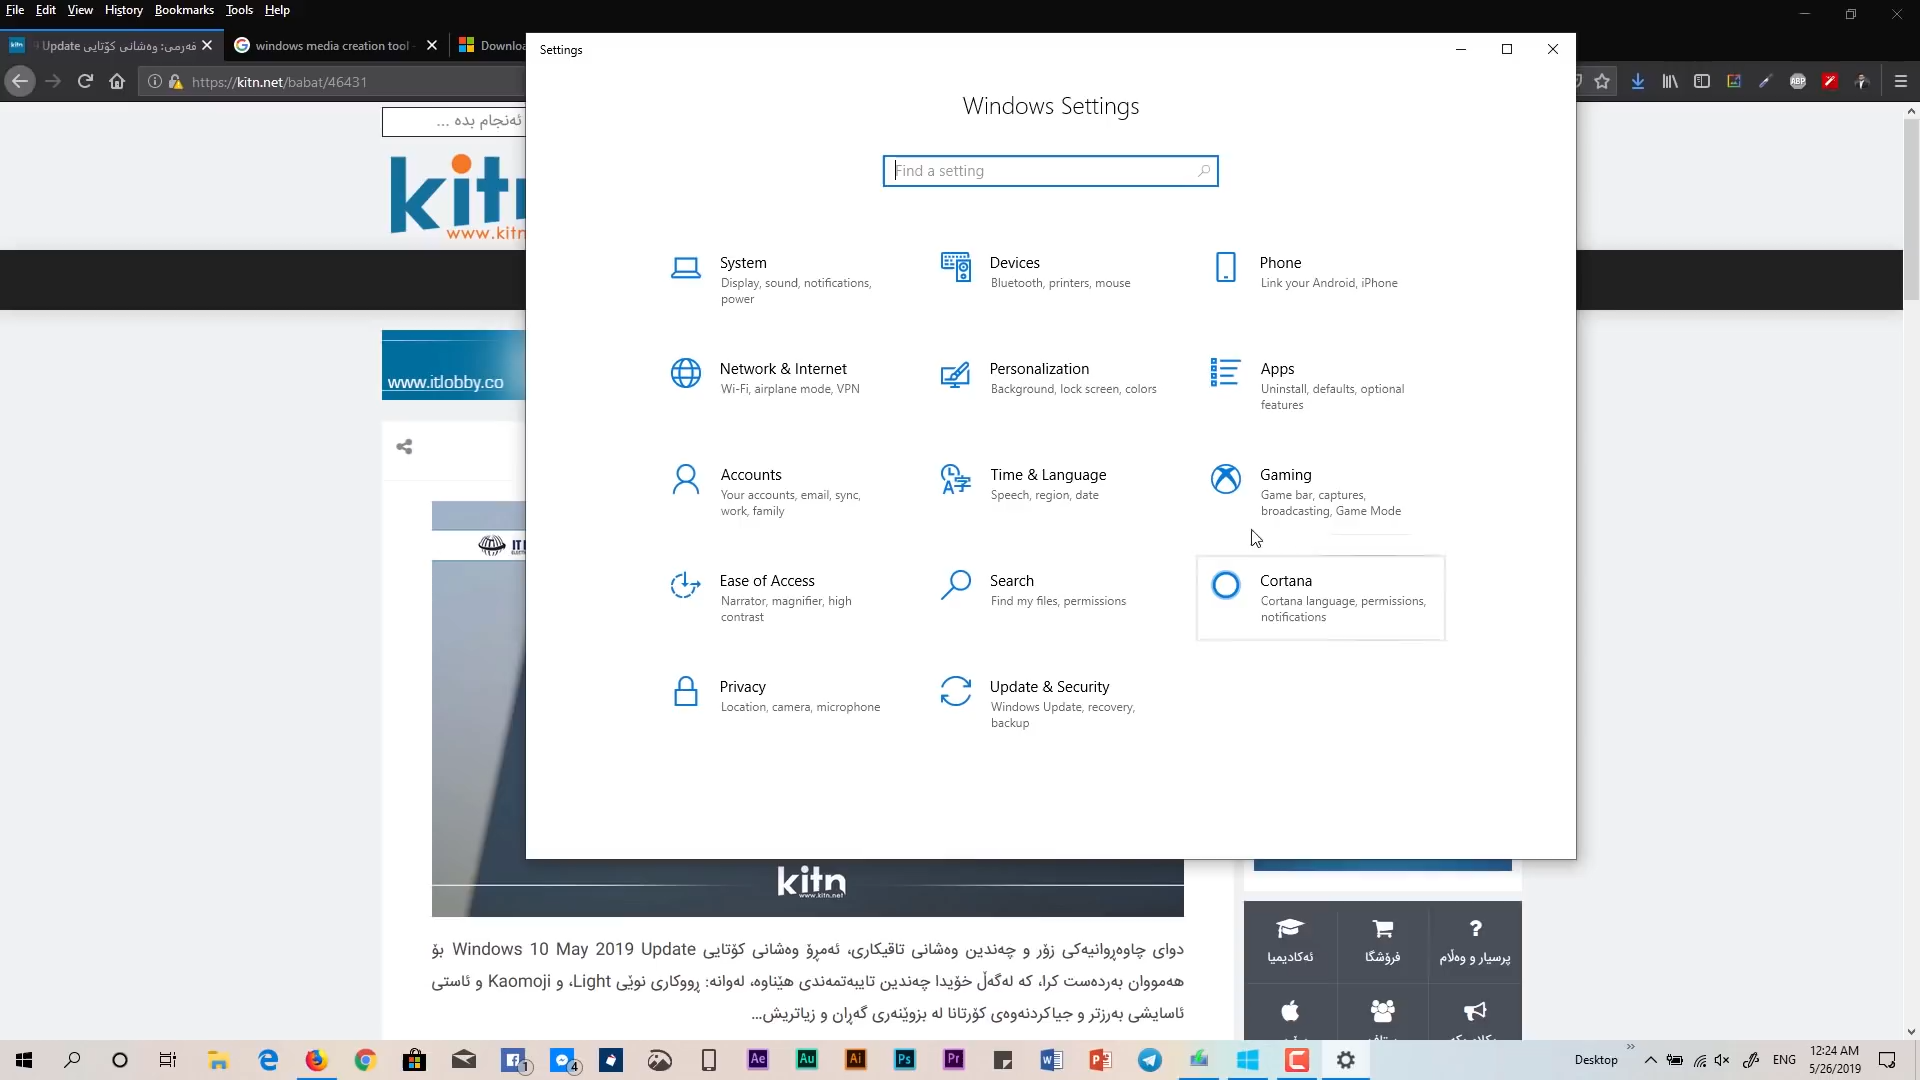 File Edit View History Bookmarks Tools Help
فەرمی: وەشانی کۆتایی Update
windows media creation tool
Downlo
https://kitn.net/babat/46431
ئەنجام بدە ...
www.kitn
www.itlobby.co
Settings
Windows Settings
Find a setting
System
Display, sound, notifications,
power
Devices
Bluetooth, printers, mouse
Phone
Link your Android, iPhone
Network & Internet
Wi-Fi, airplane mode, VPN
Personalization
Background, lock screen, colors
Apps
Uninstall, defaults, optional
features
Accounts
Your accounts, email, sync,
work, family
Time & Language
Speech, region, date
Gaming
Game bar, captures,
broadcasting, Game Mode
Ease of Access
Narrator, magnifier, high
contrast
Search
Find my files, permissions
Cortana
Cortana language, permissions,
notifications
Privacy
Location, camera, microphone
Update & Security
Windows Update, recovery,
backup
kitn
www.kitn.net
دوای چاوەڕوانیەکی زۆر و چەندین وەشانی تاقیکاری، ئەمڕۆ وەشانی کۆتایی Windows 10 May 2019 Update بۆ
هەمووان بەردەست کرا، کە لەگەڵ خۆیدا چەندین تایبەتمەندی هێناوە، لەوانە: ڕووکاری نوێی Light، و Kaomoji و ئاستی
ئاسایشی بەرزتر و جیاکردنەوەی کۆرتانا لە بزوێنەری گەڕان و زیاتریش...
پرسیار و وەڵام
فرۆشگا
ئەکادیمیا
Desktop
ENG
12:24 AM
5/26/2019